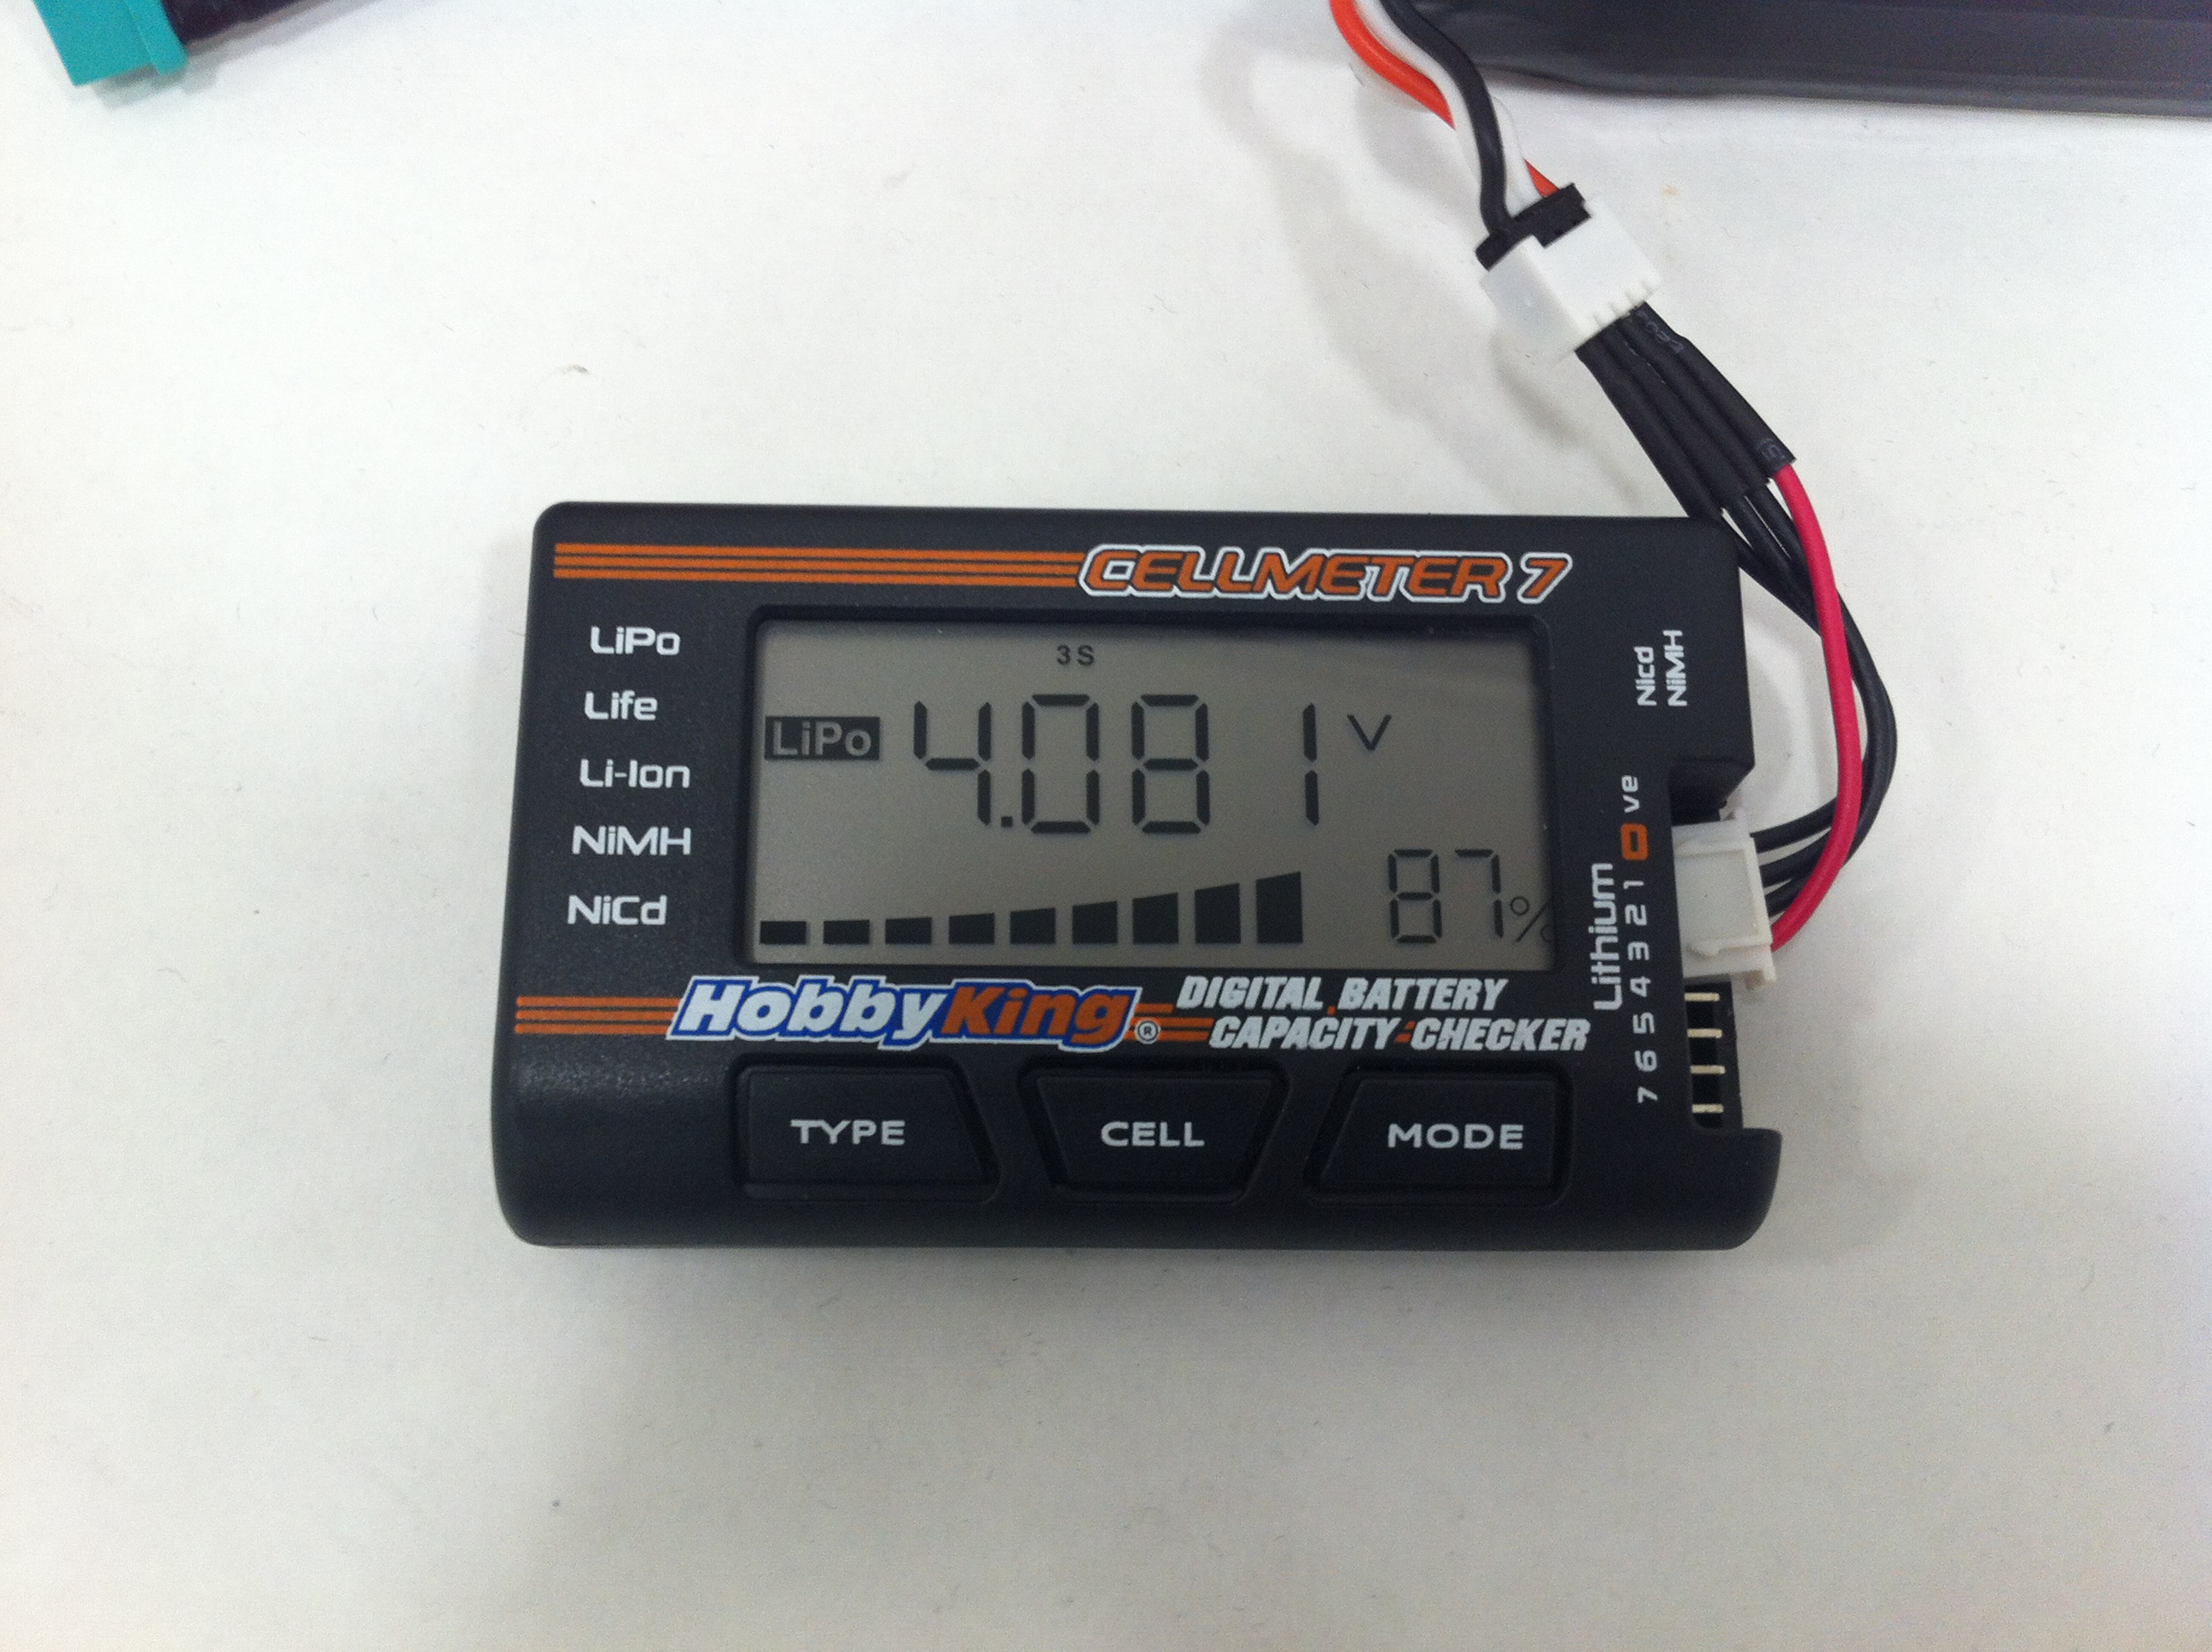 CELLMETER 7
LiPo
Life
Li-Ion
NiMH
NiCd
3S
LiPo 4.081 V
87%
Nicd
NiMH
Lithium
7 6 5 4 3 2 1 0 ve
HobbyKing®
DIGITAL BATTERY
CAPACITY CHECKER
TYPE
CELL
MODE